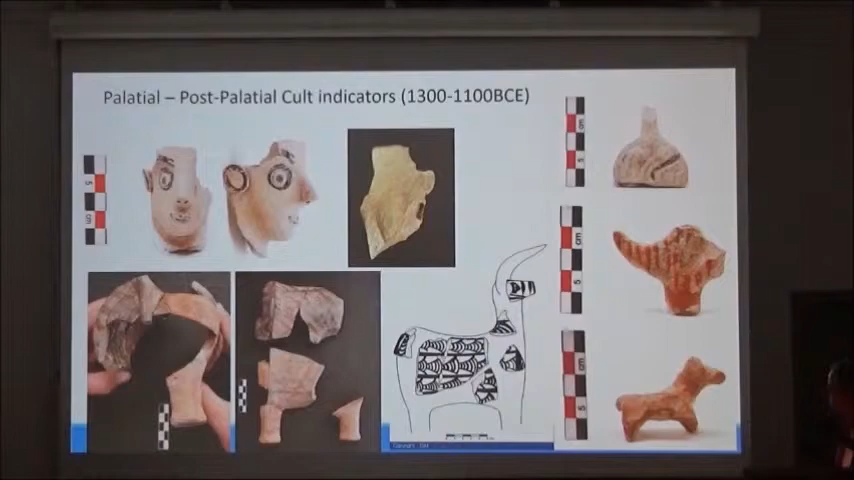 Palatial – Post-Palatial Cult indicators (1300-1100BCE)
5
cm
cm
5
cm
5
cm
5